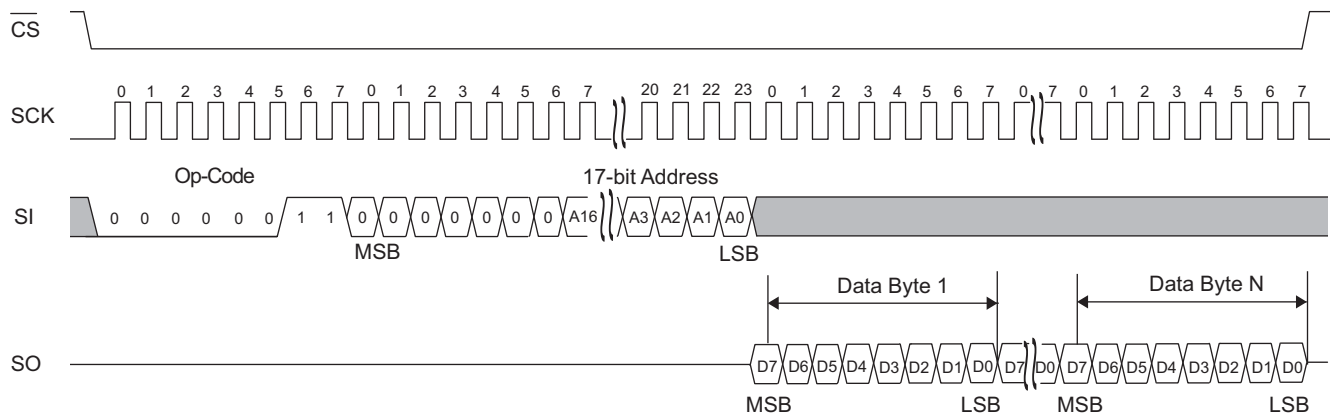 CS
0 1 2 3 4 5 6 7 0 1 2 3 4 5 6 7 20 21 22 23 0 1 2 3 4 5 6 7 0 7 0 1 2 3 4 5 6 7
SCK
Op-Code 17-bit Address
SI 0 0 0 0 0 0 1 1 0 0 0 0 0 0 0 A16 A3 A2 A1 A0
MSB LSB
Data Byte 1 Data Byte N
SO D7 D6 D5 D4 D3 D2 D1 D0 D7 D0 D7 D6 D5 D4 D3 D2 D1 D0
MSB LSB MSB LSB